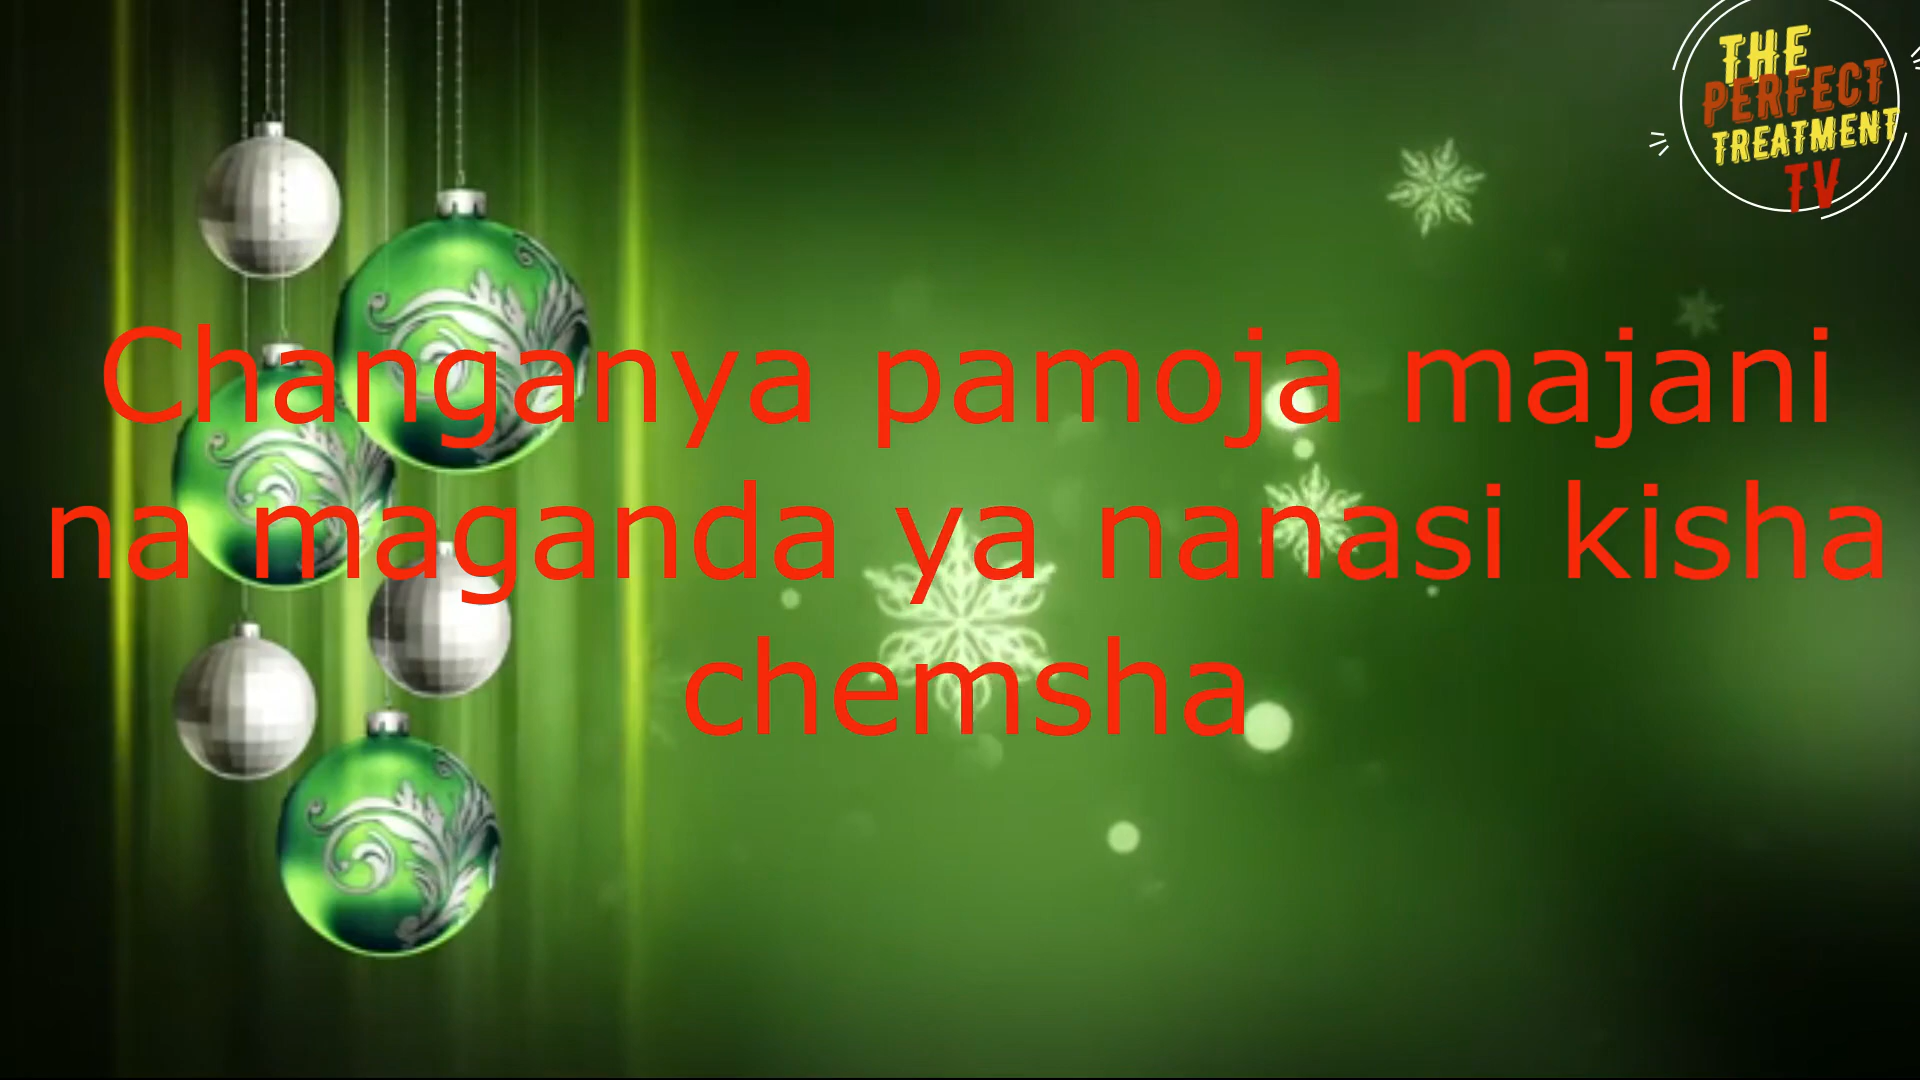 THE
PERFECT
TREATMENT
TV
Changanya pamoja majani
na maganda ya nanasi kisha
chemsha